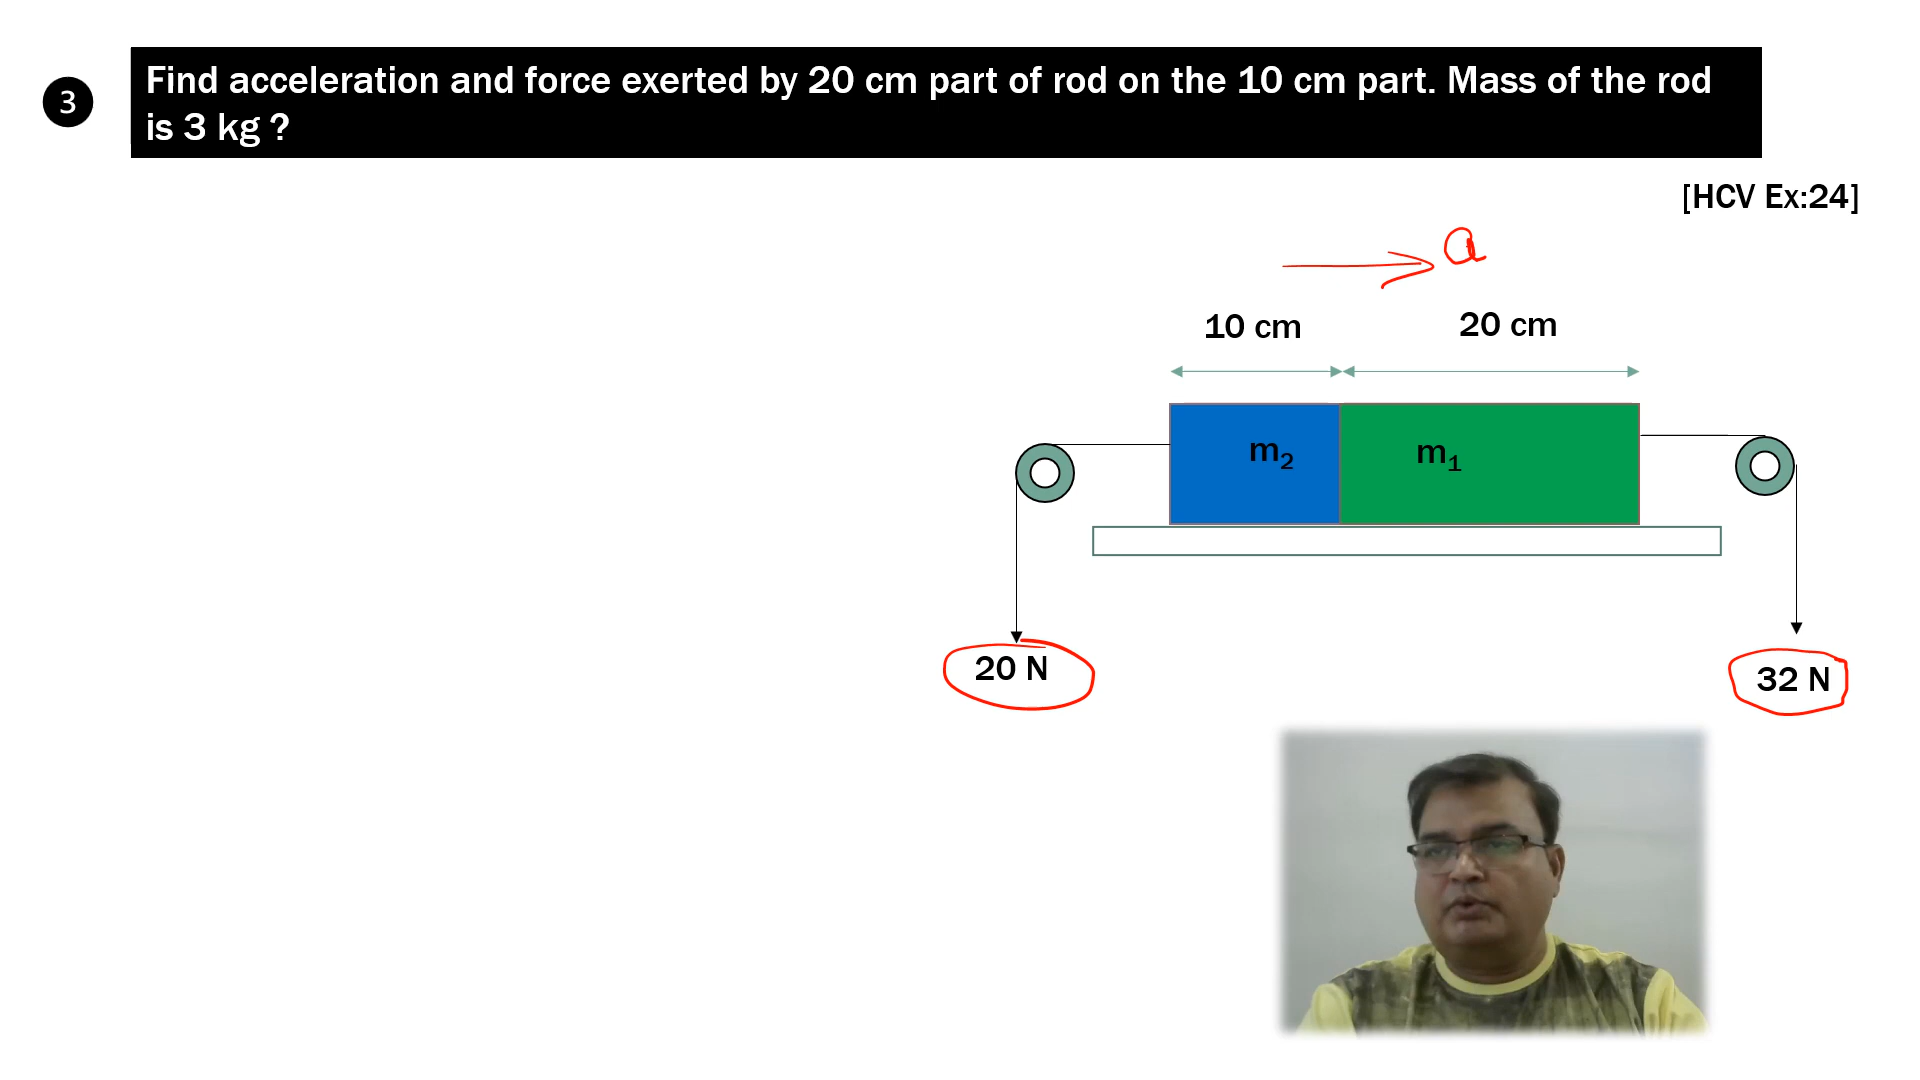 3
Find acceleration and force exerted by 20 cm part of rod on the 10 cm part. Mass of the rod
is 3 kg ?
[HCV Ex:24]
a
10 cm
20 cm
m₂
m₁
20 N
32 N